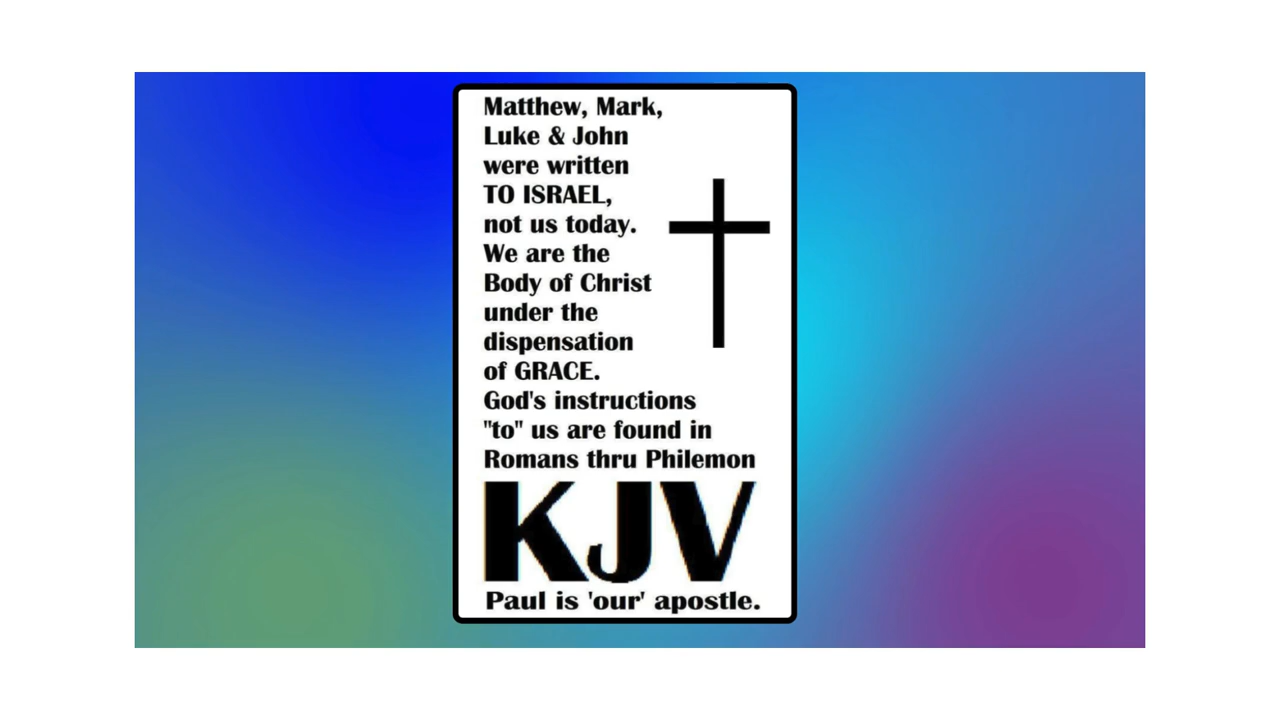 Matthew, Mark,
Luke & John
were written
TO ISRAEL,
not us today.
We are the
Body of Christ
under the
dispensation
of GRACE.
God's instructions
"to" us are found in
Romans thru Philemon
KJV
Paul is 'our' apostle.